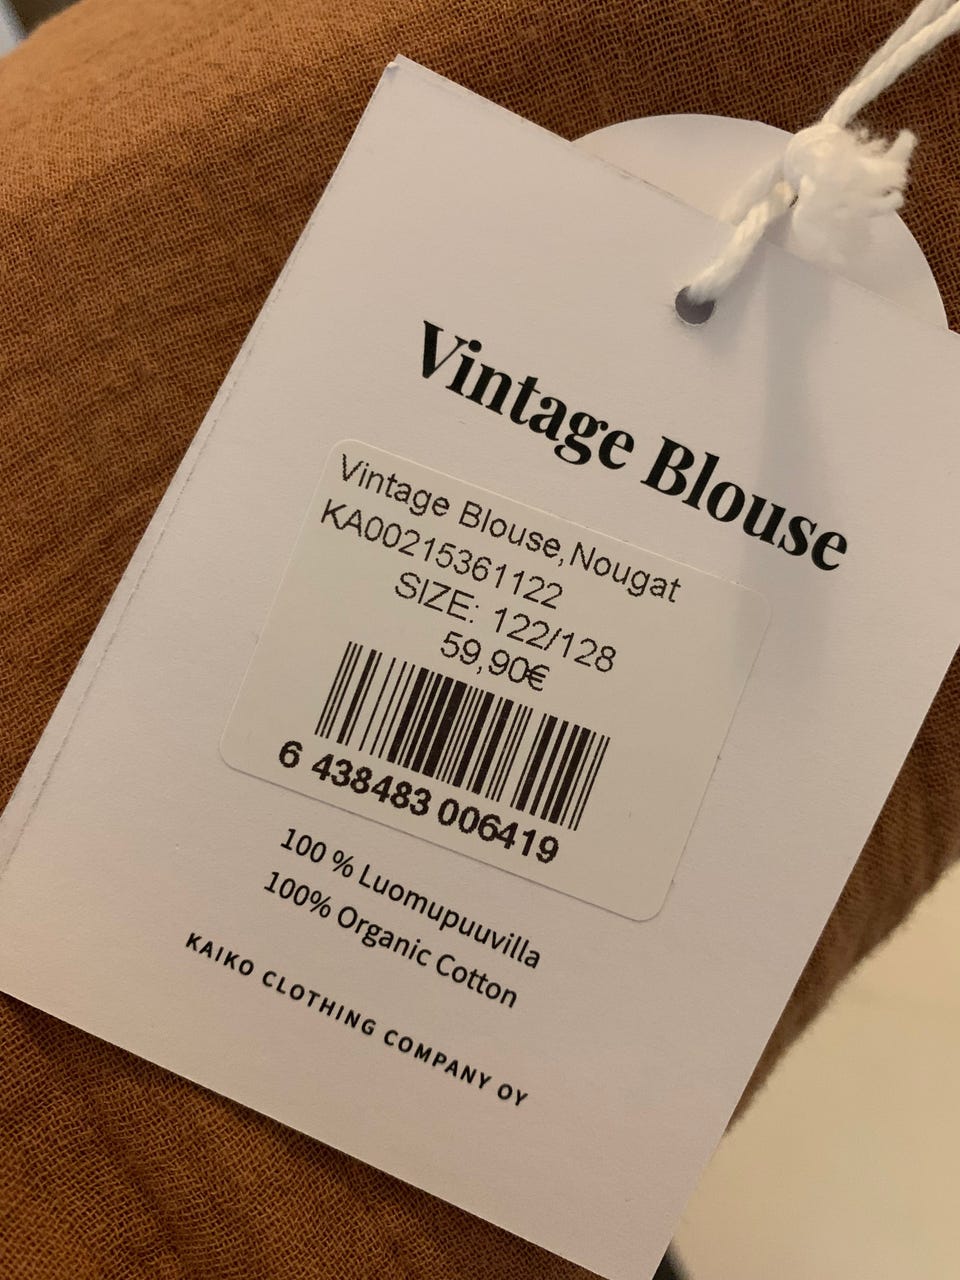 Vintage Blouse
Vintage Blouse,Nougat
KA00215361122
SIZE: 122/128
59,90€
6 438483 006419
100 % Luomupuuvilla
100% Organic Cotton
KAIKO CLOTHING COMPANY OY